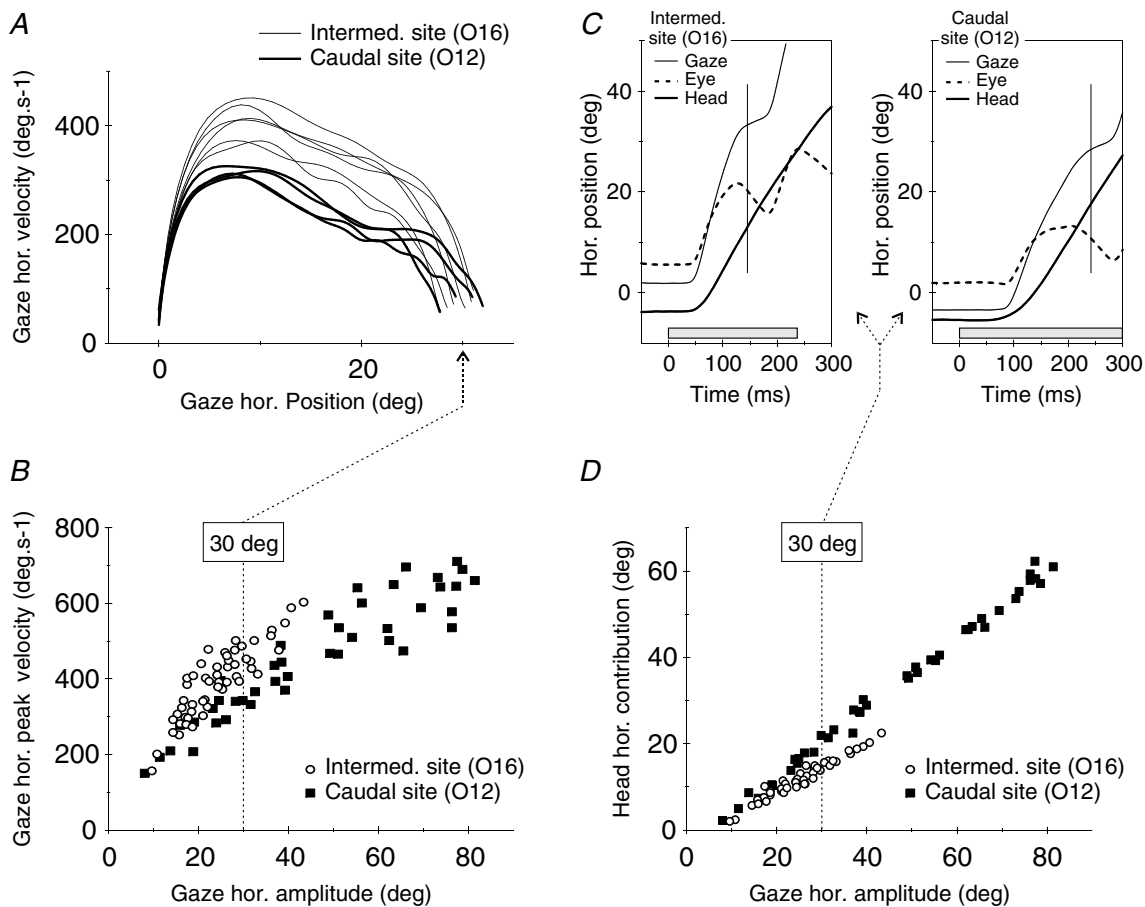 A
Intermed. site (O16)
Caudal site (O12)
Gaze hor. velocity (deg.s-1)
400
200
0
0
20
Gaze hor. Position (deg)
C
Intermed.
site (O16)
Gaze
Eye
Head
Hor. position (deg)
40
20
0
0
100
200
300
Time (ms)
Caudal
site (O12)
Gaze
Eye
Head
Hor. position (deg)
40
20
0
0
100
200
300
Time (ms)
B
30 deg
Gaze hor. peak velocity (deg.s-1)
800
600
400
200
0
Intermed. site (O16)
Caudal site (O12)
0
20
40
60
80
Gaze hor. amplitude (deg)
D
30 deg
Head hor. contribution (deg)
60
40
20
0
Intermed. site (O16)
Caudal site (O12)
0
20
40
60
80
Gaze hor. amplitude (deg)